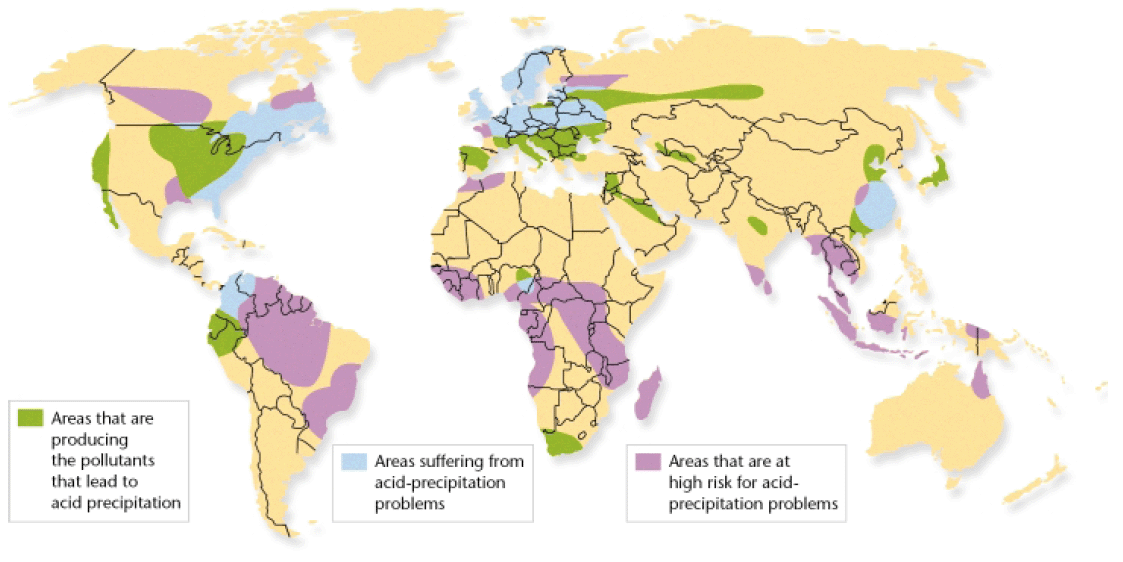 Areas that are
producing
the pollutants
that lead to
acid precipitation
Areas suffering from
acid-precipitation
problems
Areas that are at
high risk for acid-
precipitation problems